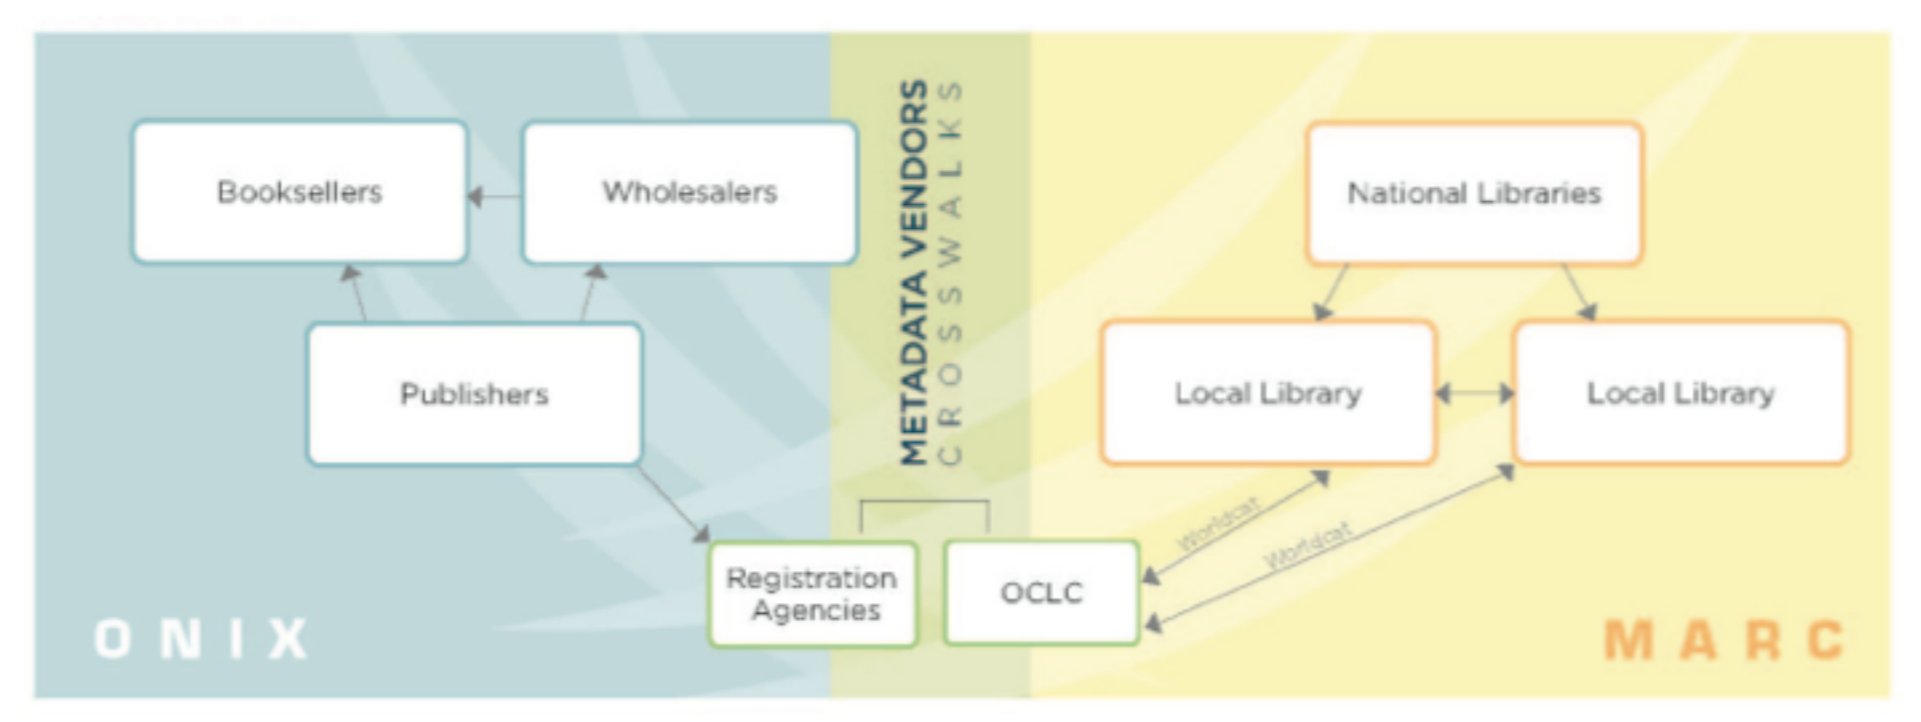 METADATA VENDORS
CROSSWALKS
Booksellers
Wholesalers
National Libraries
Publishers
Local Library
Local Library
Worldcat
Worldcat
Registration
Agencies
OCLC
ONIX
MARC